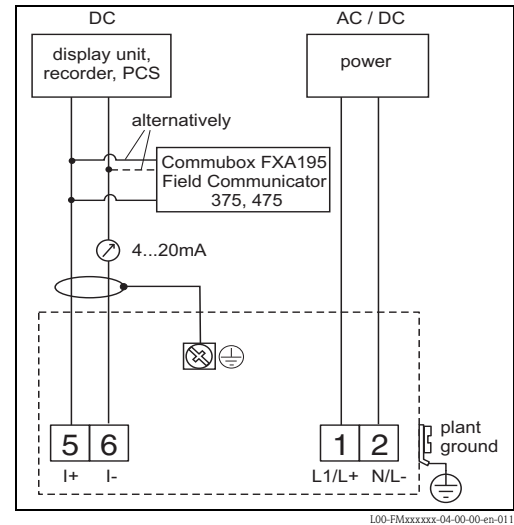 DC
AC / DC
display unit,
recorder, PCS
power
alternatively
Commubox FXA195
Field Communicator
375, 475
4...20mA
5 6
I+ I-
1 2
L1/L+ N/L-
plant
ground
L00-FMxxxxxx-04-00-00-en-011